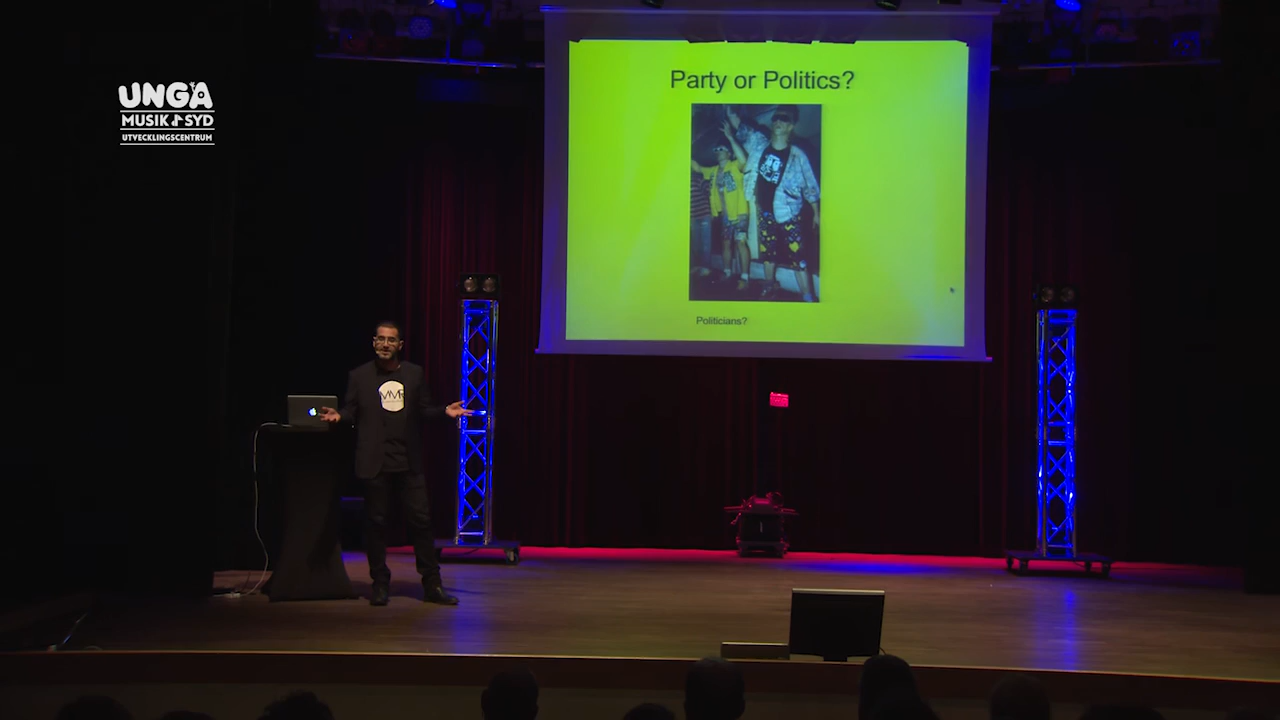 UNGA
MUSIK SYD
UTVECKLINGSCENTRUM
Party or Politics?
Politicians?